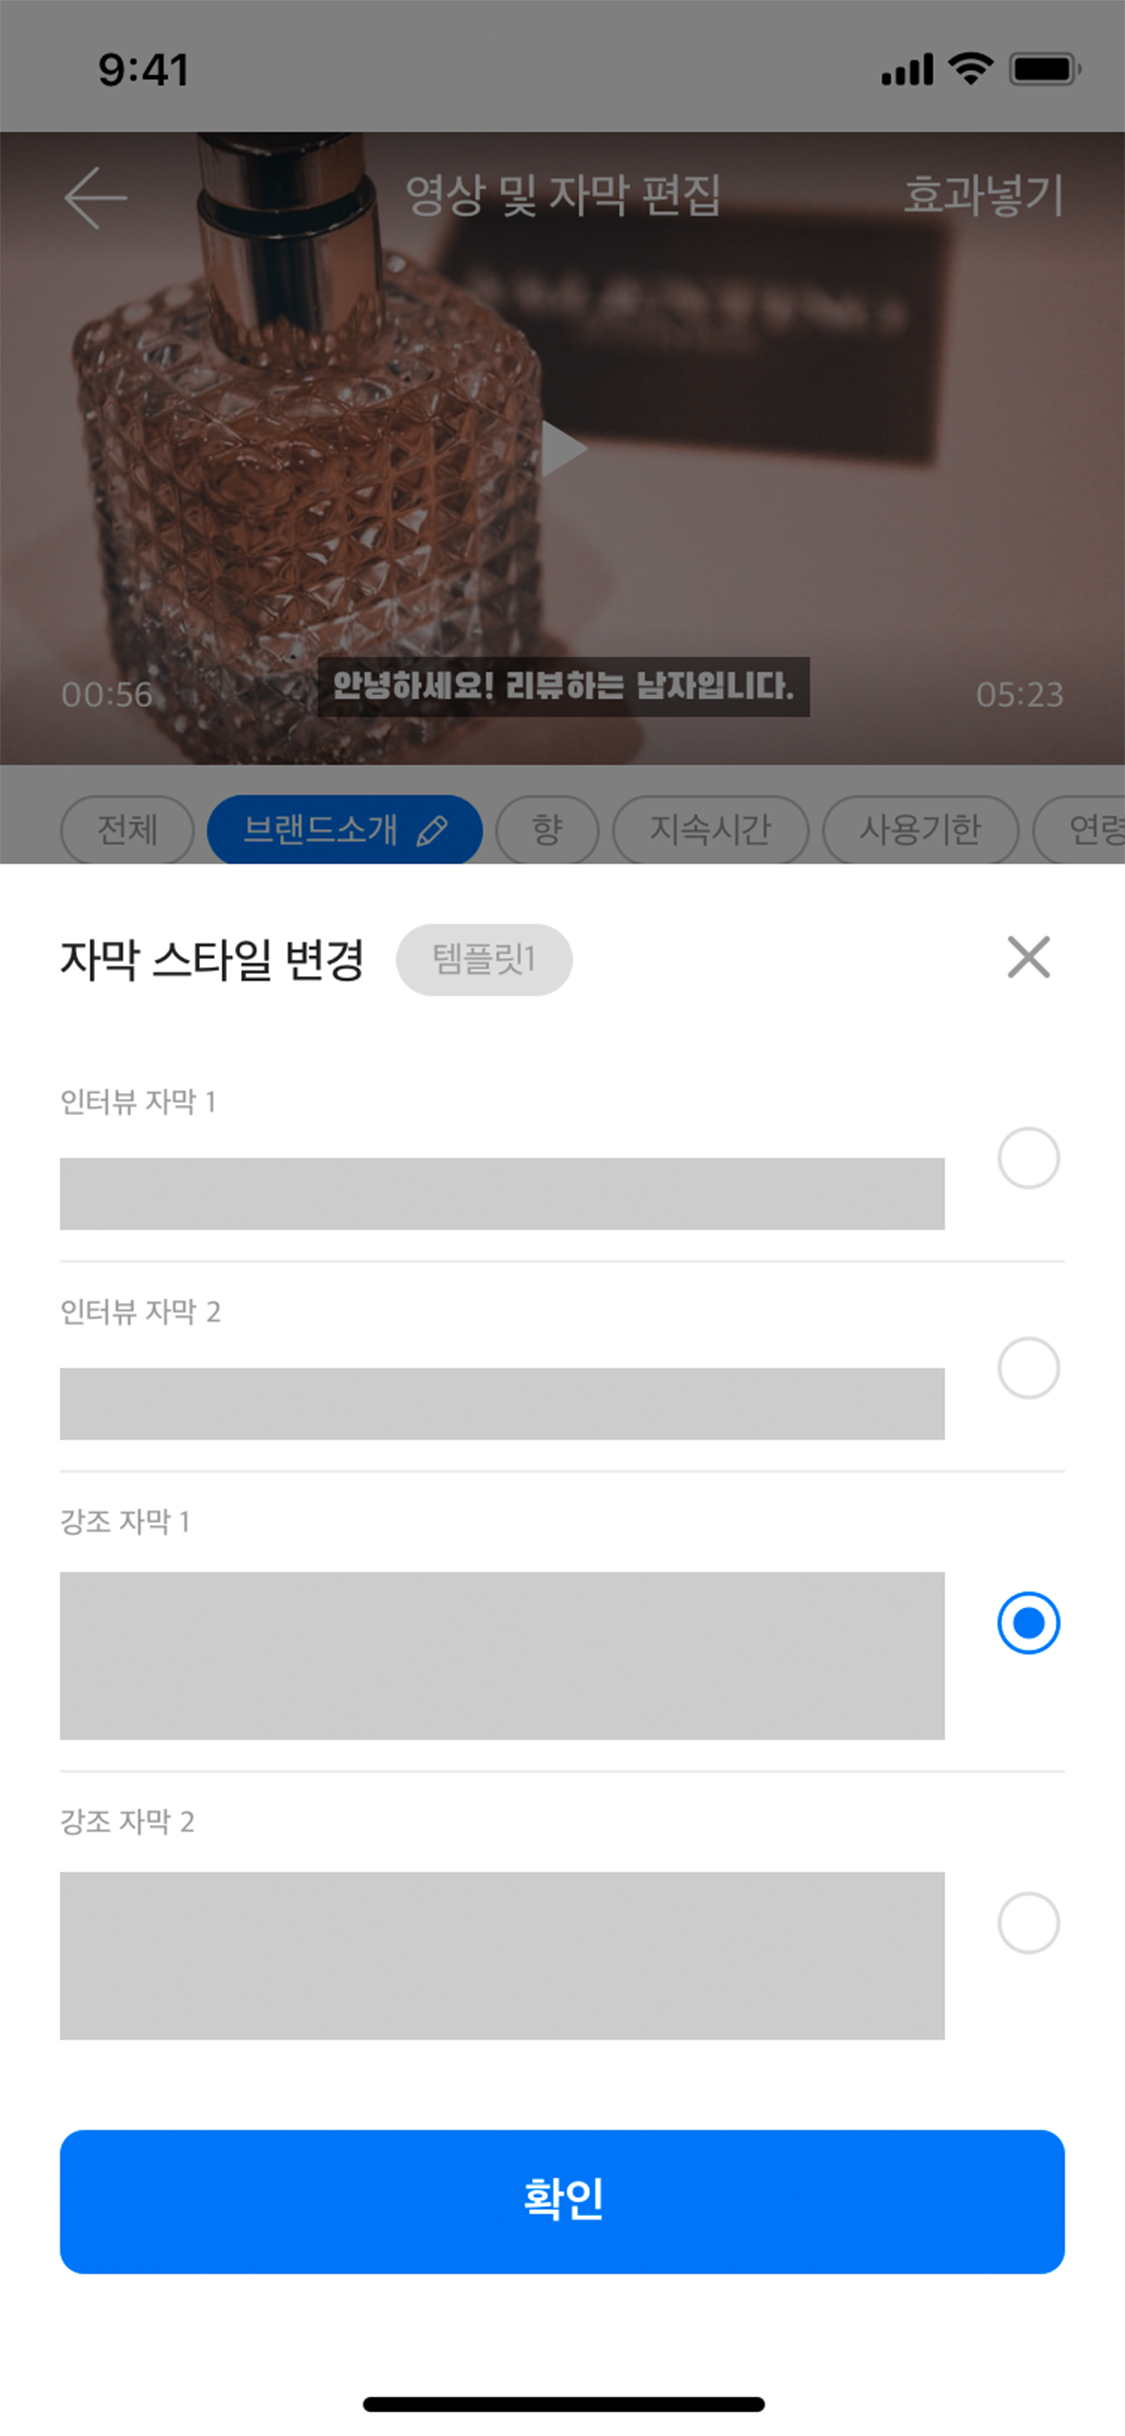 9:41
영상 및 자막 편집
효과넣기
00:56
안녕하세요! 리뷰하는 남자입니다.
05:23
전체
브랜드소개
향
지속시간
사용기한
연령
자막 스타일 변경
템플릿1
인터뷰 자막 1
인터뷰 자막 2
강조 자막 1
강조 자막 2
확인